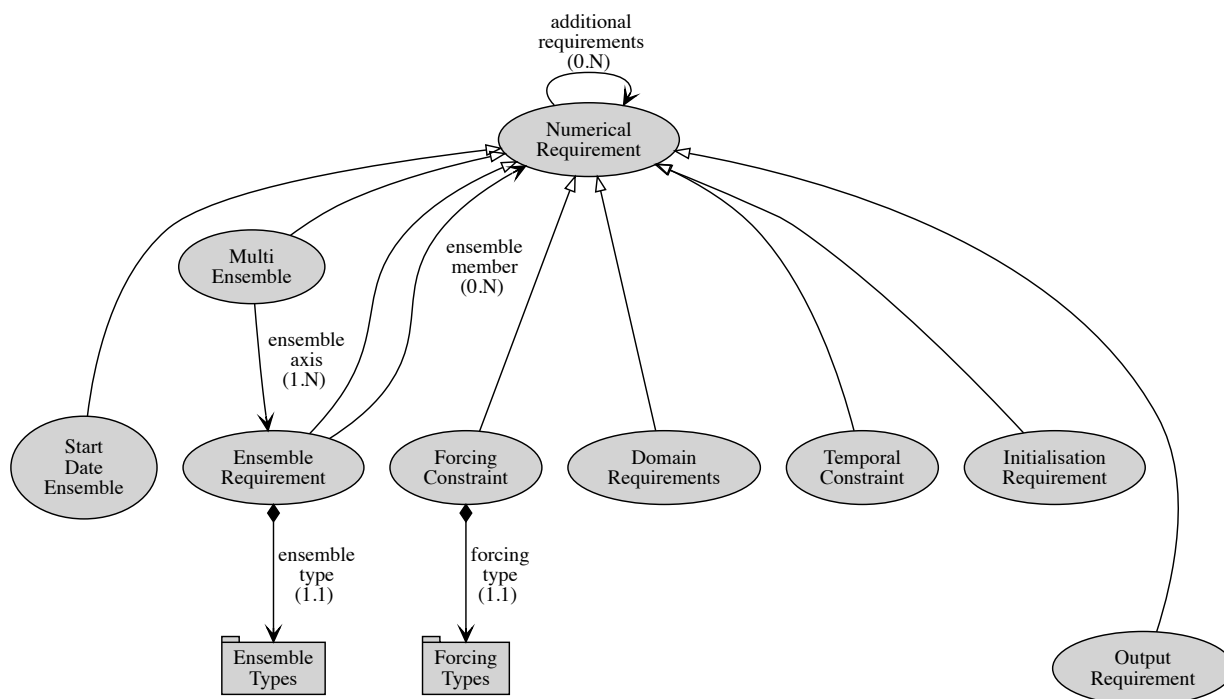 additional
requirements
(0.N)
Numerical
Requirement
Multi
Ensemble
ensemble
member
(0.N)
ensemble
axis
(1.N)
Start
Date
Ensemble
Ensemble
Requirement
Forcing
Constraint
Domain
Requirements
Temporal
Constraint
Initialisation
Requirement
ensemble
type
(1.1)
forcing
type
(1.1)
Ensemble
Types
Forcing
Types
Output
Requirement